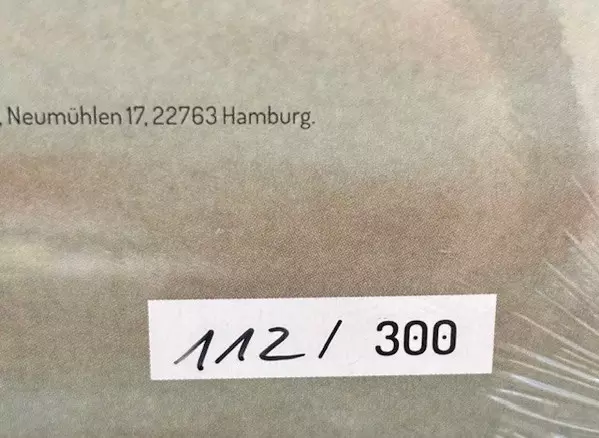 , Neumühlen 17, 22763 Hamburg.
112 / 300